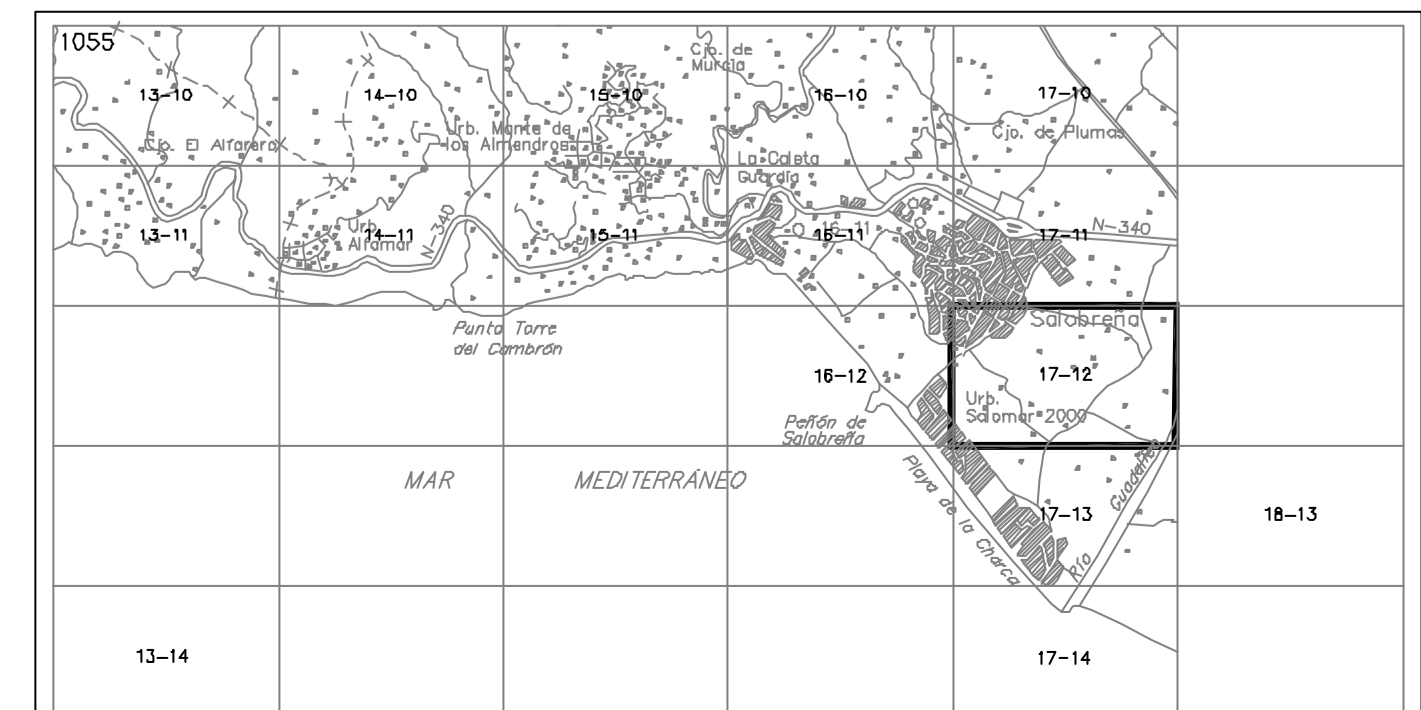 1055
Cjo. de
Murcia
13-10
14-10
15-10
16-10
17-10
Cjo. El Alfarero
Urb. Monte de
los Almendros
Cjo. de Plumas
La Caleta
Guardia
13-11
Urb.
Alfamar
14-11
N-340
15-11
16-11
16-11
17-11
N-340
Punta Torre
del Cambrón
Salobreña
16-12
17-12
Urb.
Salomar 2000
Peñón de
Salobreña
MAR MEDITERRÁNEO
Playa de la Charca
Río Guadalfeo
17-13
18-13
13-14
17-14